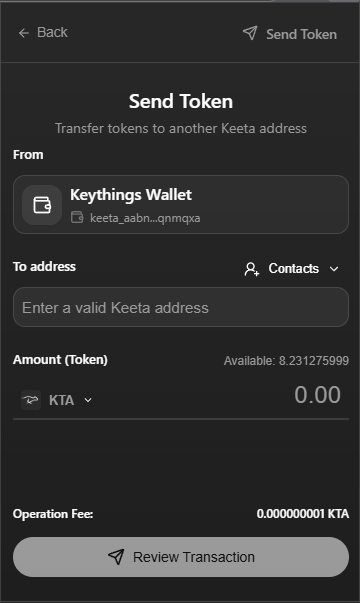 Back
Send Token
Send Token
Transfer tokens to another Keeta address
From
Keythings Wallet
keeta_aabn...qnmqxa
To address
Contacts
Enter a valid Keeta address
Amount (Token)
Available: 8.231275999
KTA
0.00
Operation Fee:
0.000000001 KTA
Review Transaction